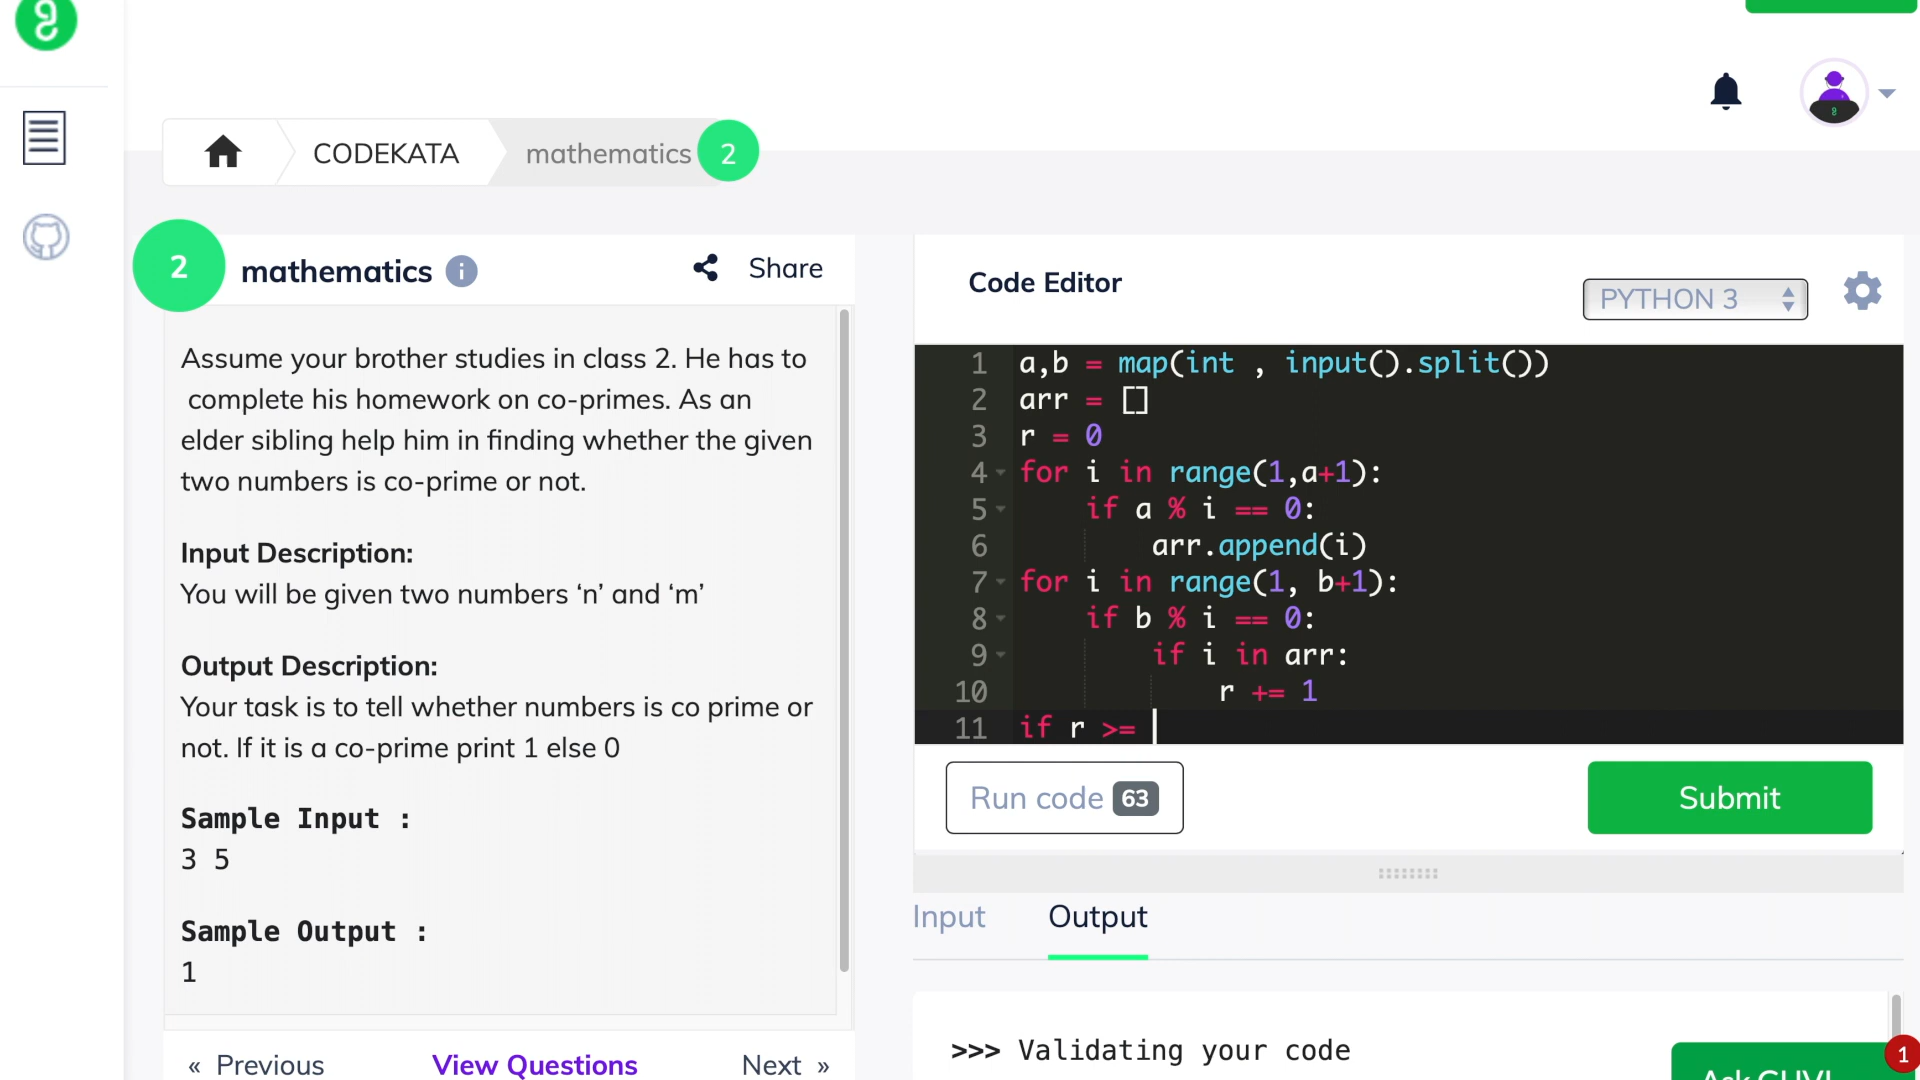 CODEKATA
mathematics 2
2 mathematics i
Share
Assume your brother studies in class 2. He has to
complete his homework on co-primes. As an
elder sibling help him in finding whether the given
two numbers is co-prime or not.
Input Description:
You will be given two numbers ‘n’ and ‘m’
Output Description:
Your task is to tell whether numbers is co prime or
not. If it is a co-prime print 1 else 0
Sample Input :
3 5
Sample Output :
1
« Previous
View Questions
Next »
Code Editor
PYTHON 3
1 a,b = map(int , input().split())
2 arr = []
3 r = 0
4 for i in range(1,a+1):
5 if a % i == 0:
6 arr.append(i)
7 for i in range(1, b+1):
8 if b % i == 0:
9 if i in arr:
10 r += 1
11 if r >=
Run code 63
Submit
Input
Output
>>> Validating your code
1
Ask GUVI